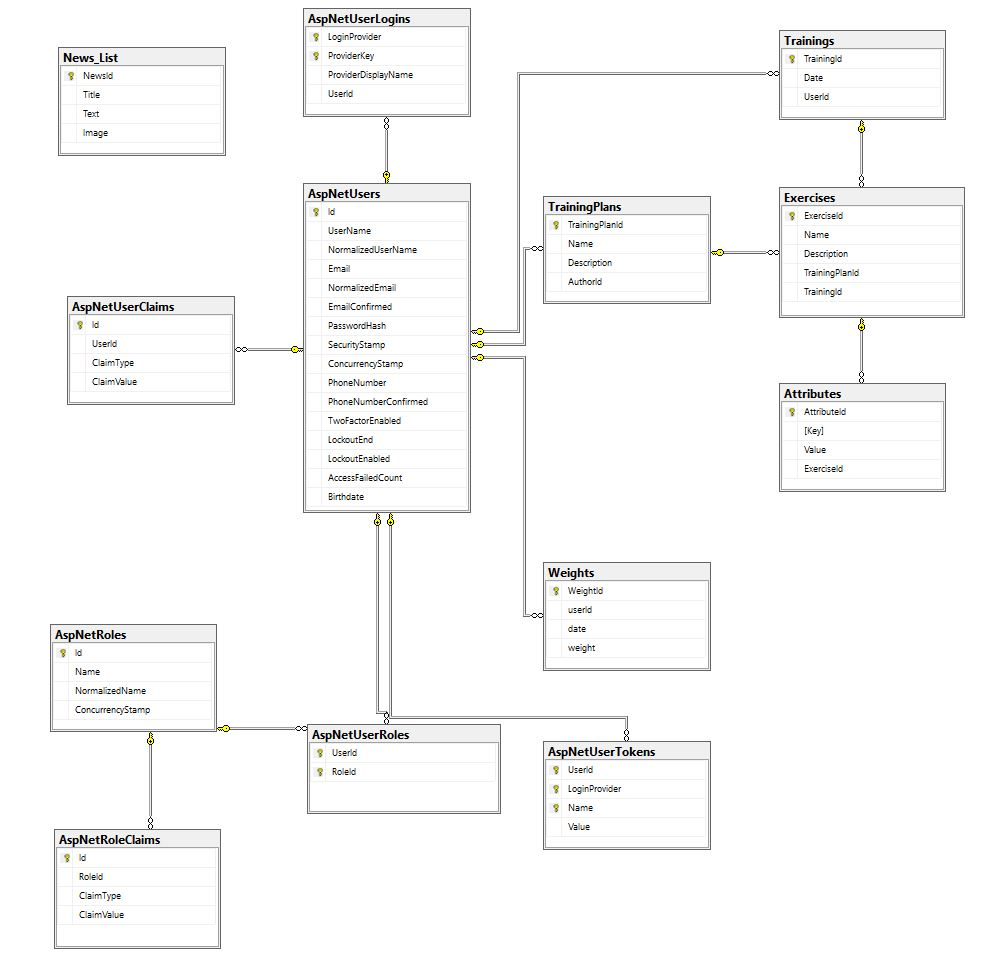 News_List
NewsId
Title
Text
Image
AspNetUserLogins
LoginProvider
ProviderKey
ProviderDisplayName
UserId
Trainings
TrainingId
Date
UserId
AspNetUsers
Id
UserName
NormalizedUserName
Email
NormalizedEmail
EmailConfirmed
PasswordHash
SecurityStamp
ConcurrencyStamp
PhoneNumber
PhoneNumberConfirmed
TwoFactorEnabled
LockoutEnd
LockoutEnabled
AccessFailedCount
Birthdate
TrainingPlans
TrainingPlanId
Name
Description
AuthorId
Exercises
ExerciseId
Name
Description
TrainingPlanId
TrainingId
AspNetUserClaims
Id
UserId
ClaimType
ClaimValue
Attributes
AttributeId
[Key]
Value
ExerciseId
Weights
WeightId
userId
date
weight
AspNetRoles
Id
Name
NormalizedName
ConcurrencyStamp
AspNetUserRoles
UserId
RoleId
AspNetUserTokens
UserId
LoginProvider
Name
Value
AspNetRoleClaims
Id
RoleId
ClaimType
ClaimValue